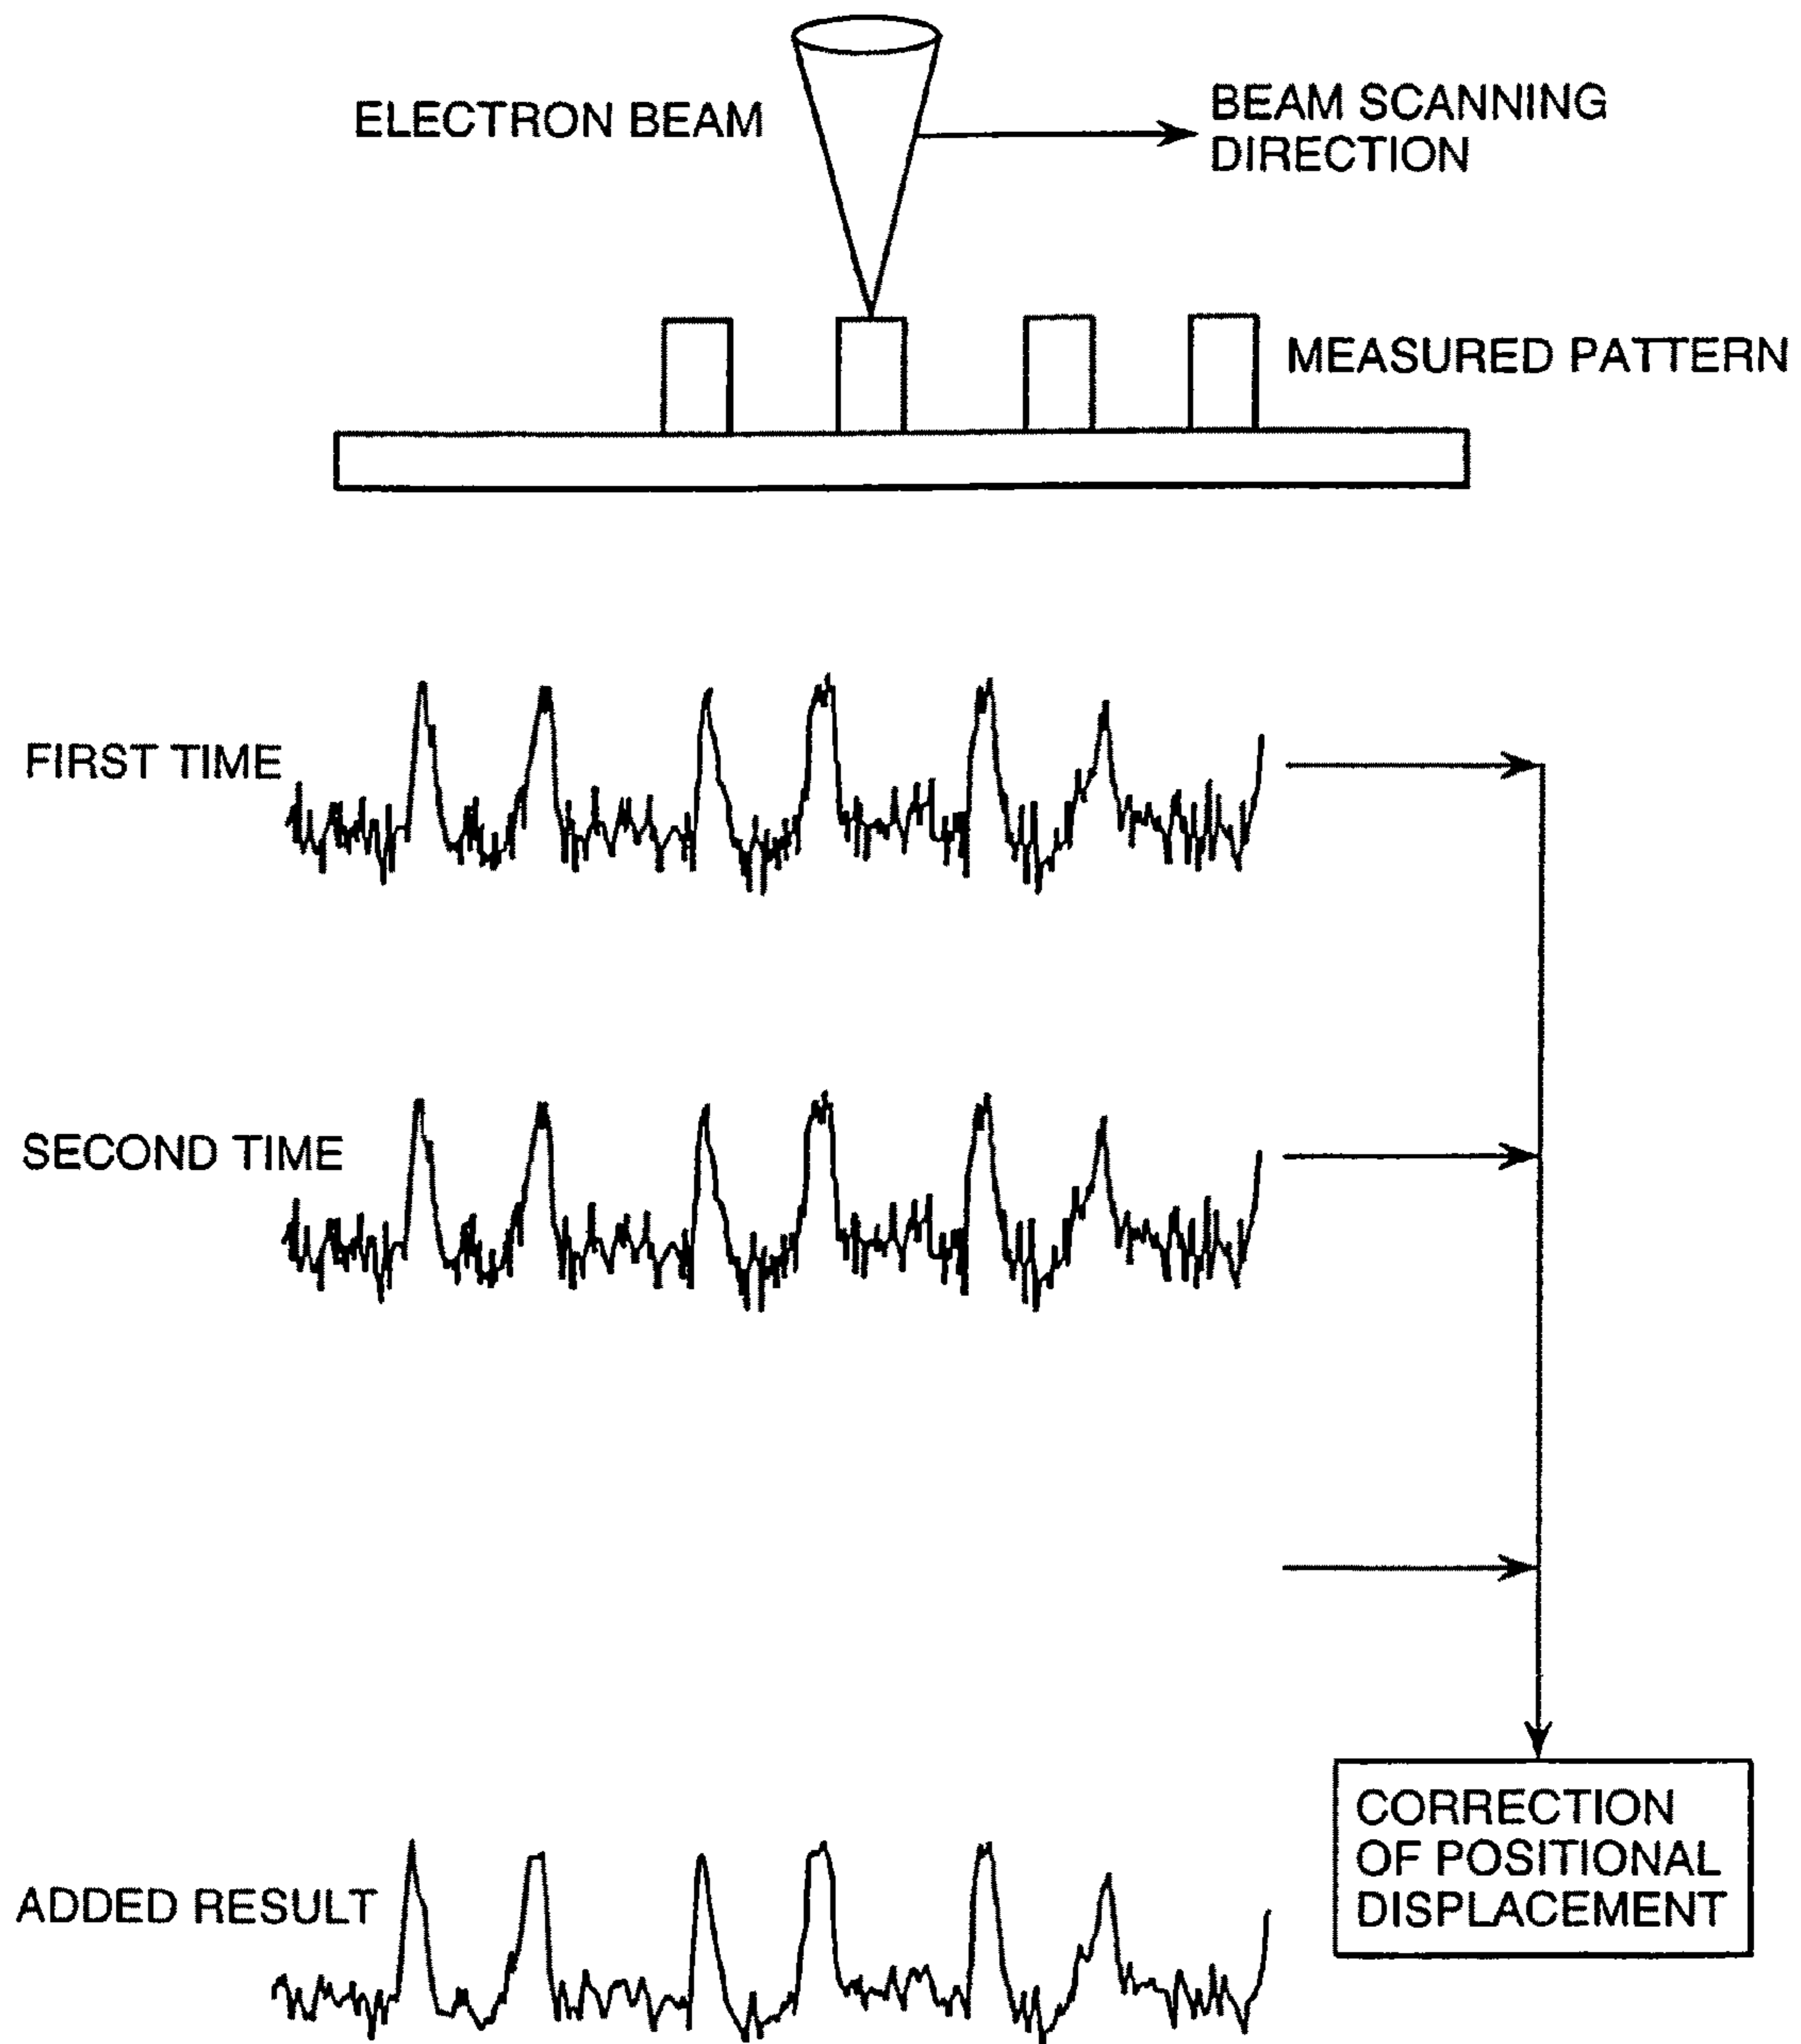 ELECTRON BEAM
BEAM SCANNING
DIRECTION
MEASURED PATTERN
FIRST TIME
SECOND TIME
CORRECTION
OF POSITIONAL
DISPLACEMENT
ADDED RESULT